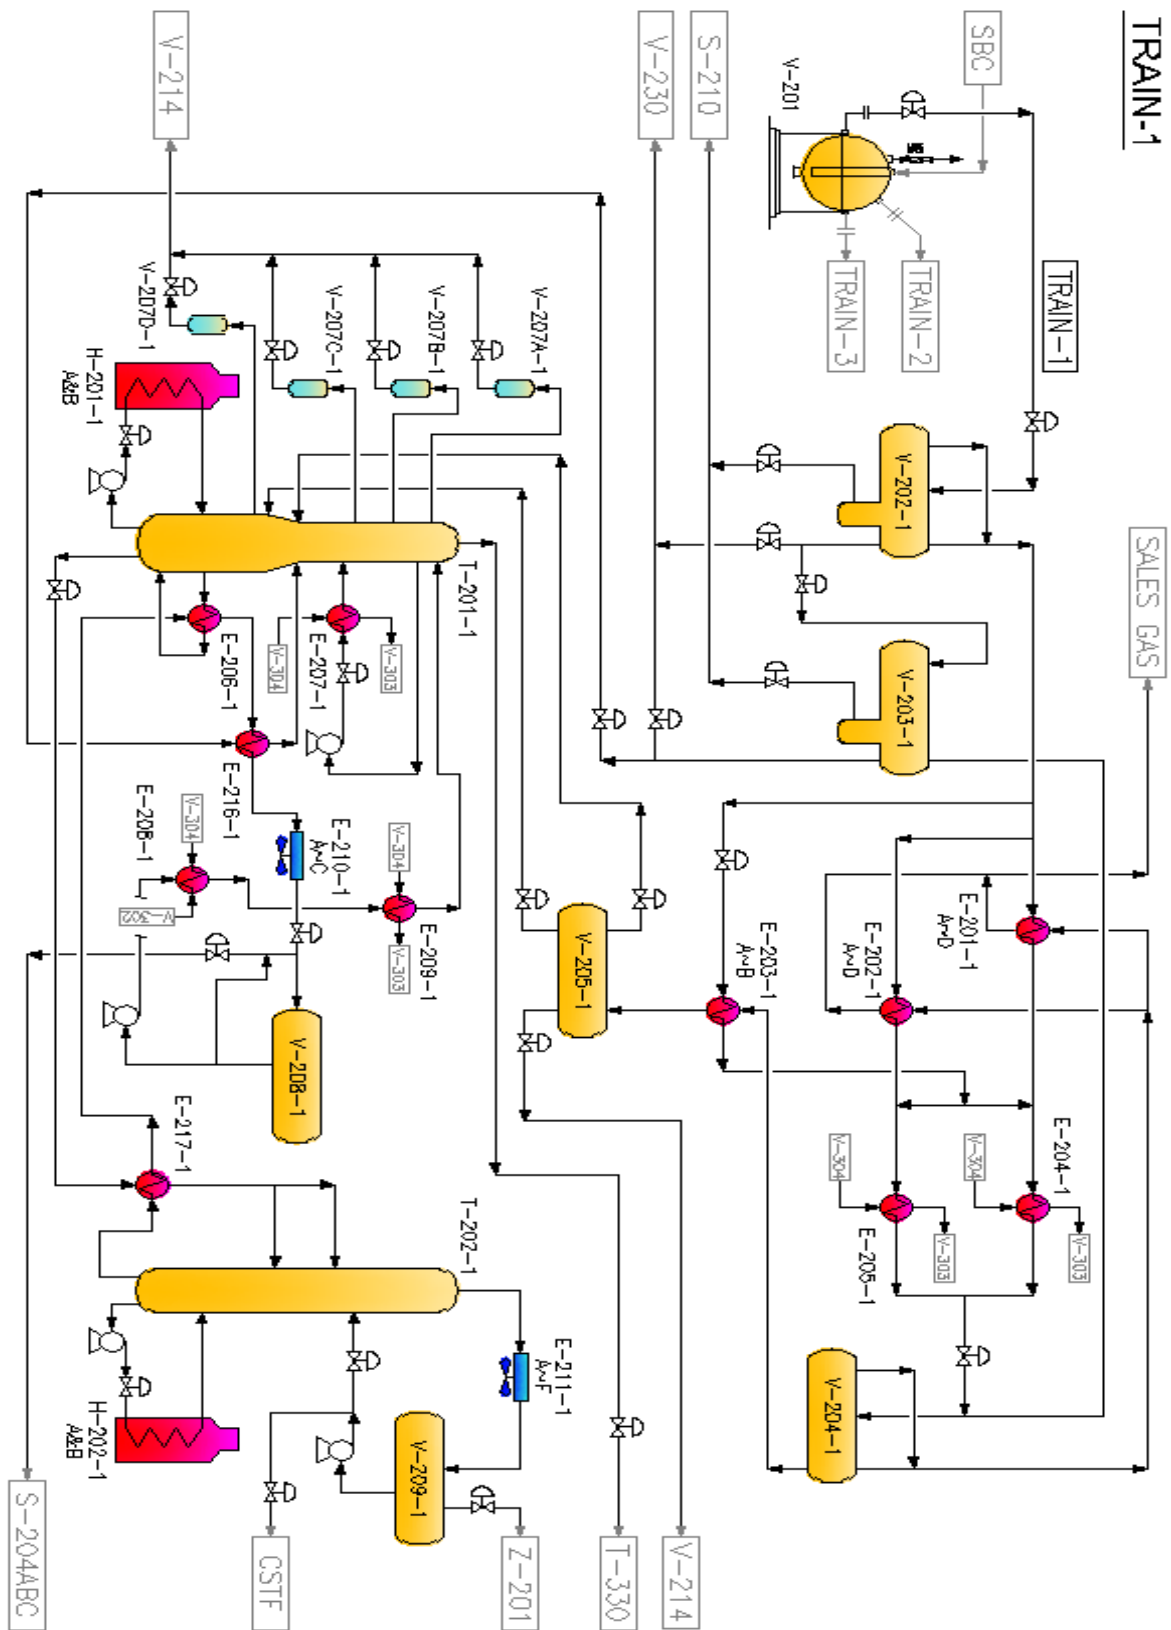 TRAIN-1
SBC
S-210
V-230
V-214
V-201
TRAIN-1
TRAIN-2
TRAIN-3
V-207A-1
V-207B-1
V-207C-1
V-207D-1
H-201-1
A&B
V-202-1
V-203-1
SALES GAS
T-201-1
E-206-1
V-304
E-207-1
V-303
E-216-1
E-208-1
V-304
V-302
E-210-1
A~C
V-304
E-209-1
V-303
V-205-1
E-203-1
A~B
E-202-1
A~D
E-201-1
A~D
V-208-1
E-217-1
V-304
E-205-1
V-303
V-304
E-204-1
V-303
T-202-1
E-211-1
A~F
V-204-1
H-202-1
A&B
V-209-1
S-204ABC
CSTF
Z-201
T-330
V-214